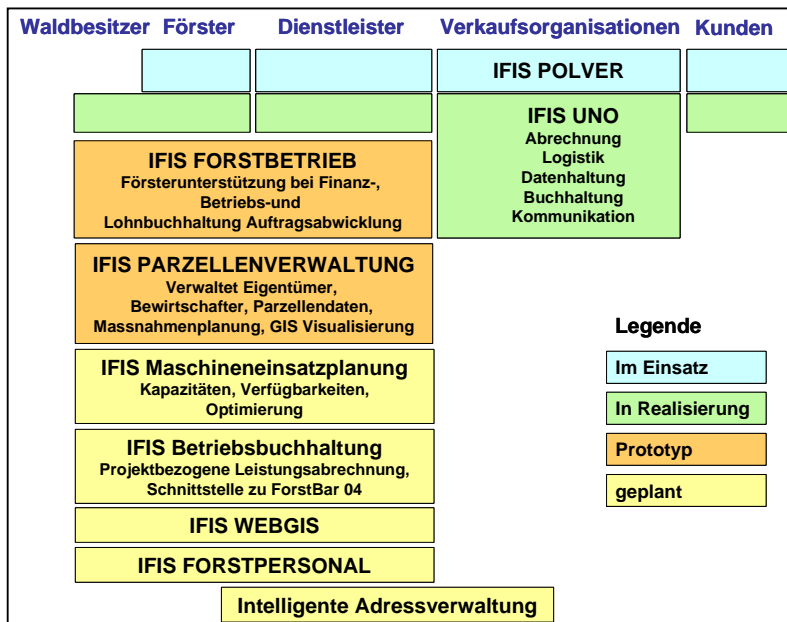 Waldbesitzer Förster Dienstleister Verkaufsorganisationen Kunden
IFIS POLVER
IFIS UNO
Abrechnung
Logistik
Datenhaltung
Buchhaltung
Kommunikation
IFIS FORSTBETRIEB
Försterunterstützung bei Finanz-,
Betriebs-und
Lohnbuchhaltung Auftragsabwicklung
IFIS PARZELLENVERWALTUNG
Verwaltet Eigentümer,
Bewirtschafter, Parzellendaten,
Massnahmenplanung, GIS Visualisierung
IFIS Maschineneinsatzplanung
Kapazitäten, Verfügbarkeiten,
Optimierung
IFIS Betriebsbuchhaltung
Projektbezogene Leistungsabrechnung,
Schnittstelle zu ForstBar 04
IFIS WEBGIS
IFIS FORSTPERSONAL
Intelligente Adressverwaltung
Legende
Im Einsatz
In Realisierung
Prototyp
geplant